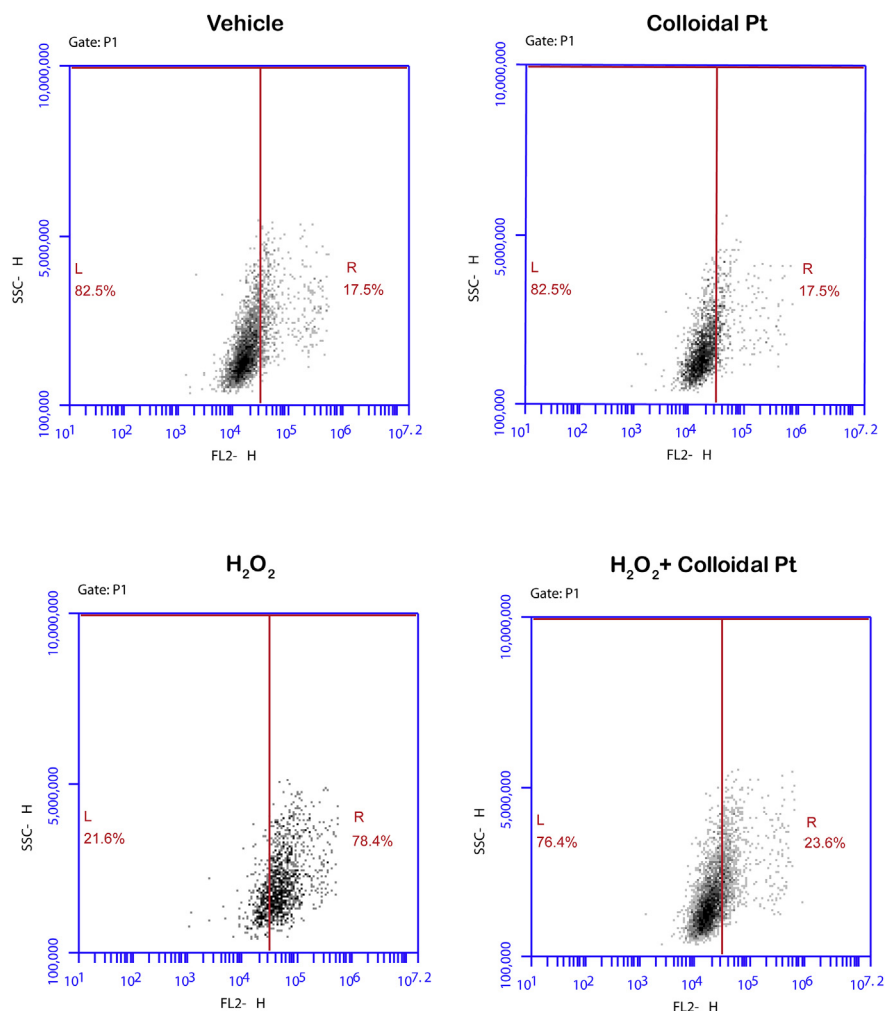 Vehicle
Gate: P1
10,000,000
5,000,000
100,000
SSC- H
L
82.5%
R
17.5%
10¹ 10² 10³ 10⁴ 10⁵ 10⁶ 10⁷·²
FL2- H
Colloidal Pt
Gate: P1
10,000,000
5,000,000
100,000
SSC- H
L
82.5%
R
17.5%
10¹ 10² 10³ 10⁴ 10⁵ 10⁶ 10⁷·²
FL2- H
H₂O₂
Gate: P1
10,000,000
5,000,000
100,000
SSC- H
L
21.6%
R
78.4%
10¹ 10² 10³ 10⁴ 10⁵ 10⁶ 10⁷·²
FL2- H
H₂O₂+ Colloidal Pt
Gate: P1
10,000,000
5,000,000
100,000
SSC- H
L
76.4%
R
23.6%
10¹ 10² 10³ 10⁴ 10⁵ 10⁶ 10⁷·²
FL2- H